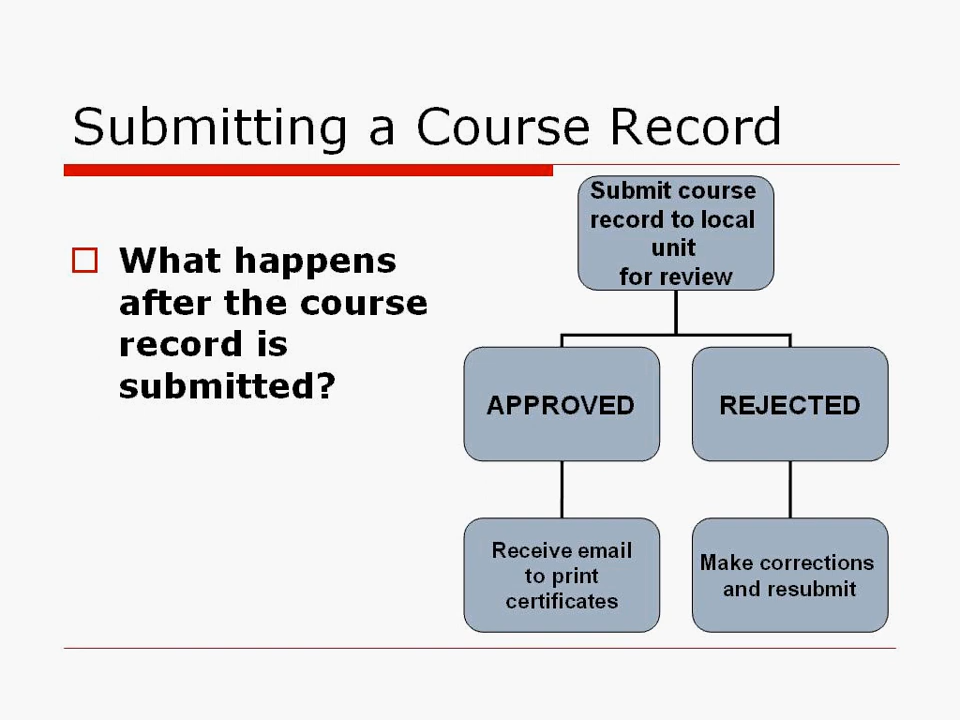 Submitting a Course Record
What happens
after the course
record is
submitted?
Submit course
record to local
unit
for review
APPROVED
REJECTED
Receive email
to print
certificates
Make corrections
and resubmit